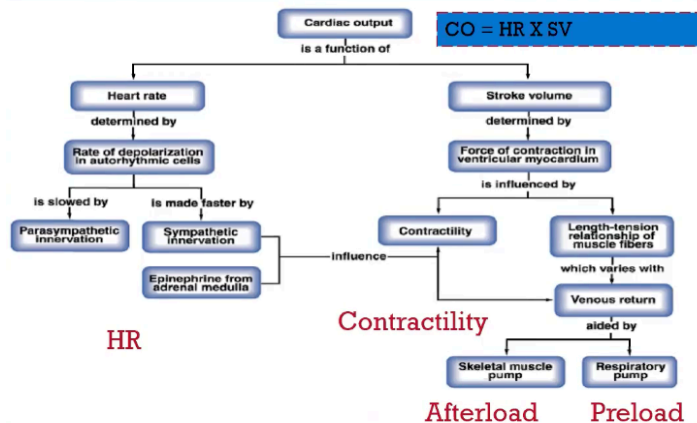 Cardiac output
CO = HR X SV
is a function of
Heart rate
Stroke volume
determined by
determined by
Rate of depolarization
in autorhythmic cells
Force of contraction in
ventricular myocardium
is influenced by
is slowed by
is made faster by
Parasympathetic
innervation
Sympathetic
innervation
Contractility
Length-tension
relationship of
muscle fibers
influence
which varies with
Epinephrine from
adrenal medulla
Venous return
HR
Contractility
aided by
Skeletal muscle
pump
Respiratory
pump
Afterload
Preload